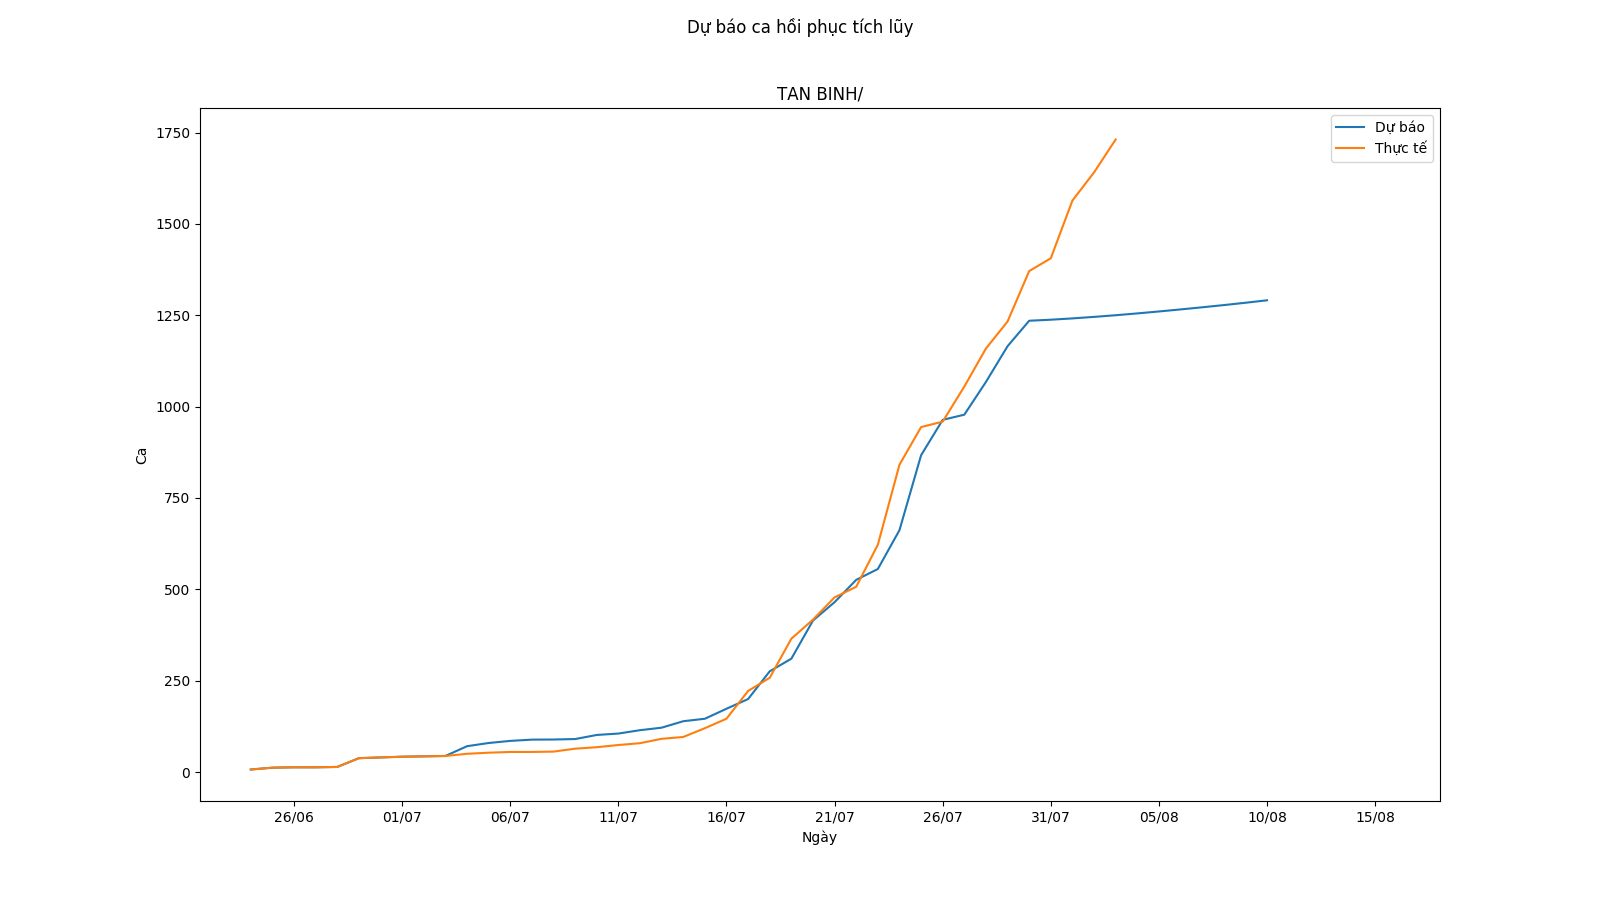 Dự báo ca hồi phục tích lũy
TAN BINH/
Dự báo
Thực tế
1750
1500
1250
1000
750
500
250
0
Ca
26/06 01/07 06/07 11/07 16/07 21/07 26/07 31/07 05/08 10/08 15/08
Ngày